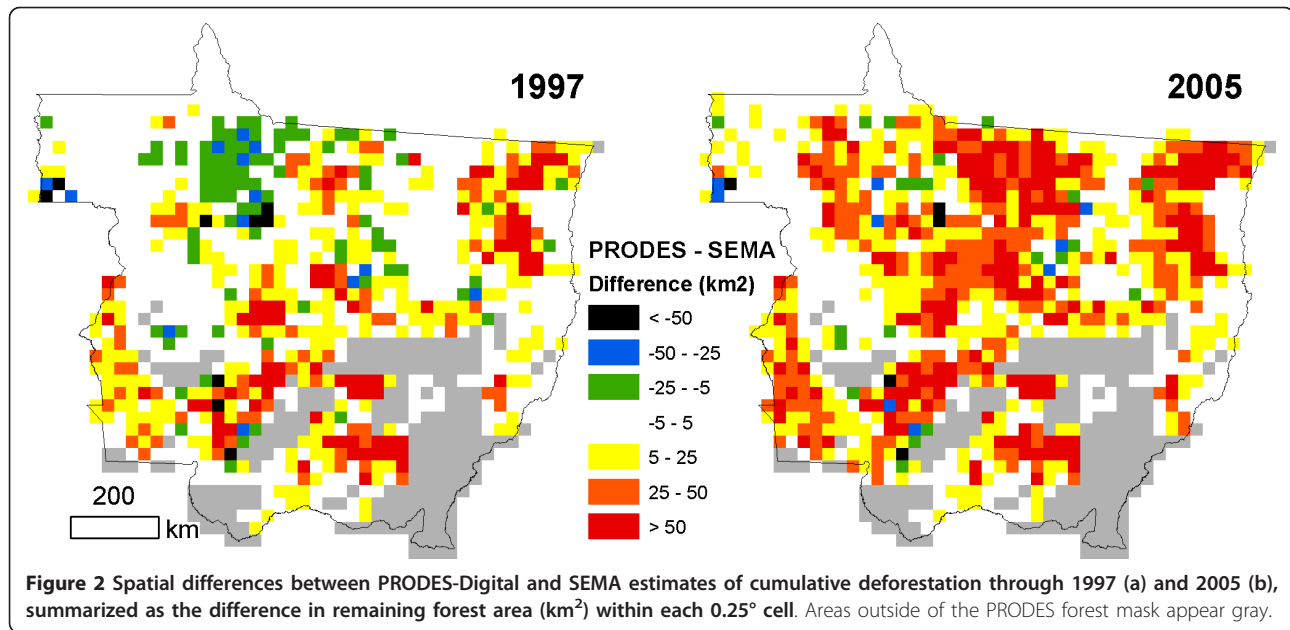 1997
2005
PRODES - SEMA
Difference (km2)
< -50
-50 - -25
-25 - -5
-5 - 5
5 - 25
25 - 50
> 50
200
km
Figure 2 Spatial differences between PRODES-Digital and SEMA estimates of cumulative deforestation through 1997 (a) and 2005 (b),
summarized as the difference in remaining forest area (km²) within each 0.25° cell. Areas outside of the PRODES forest mask appear gray.